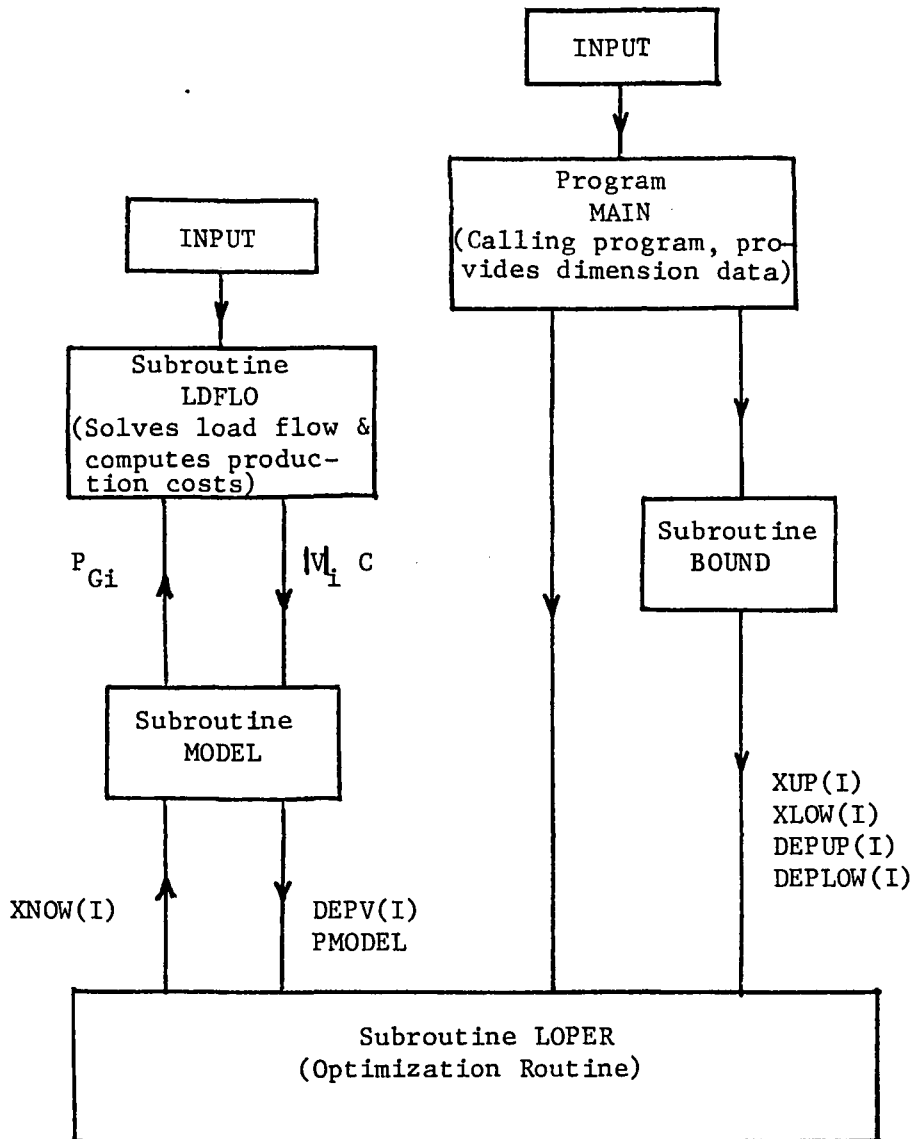 INPUT
Program
MAIN
(Calling program, pro-
vides dimension data)
INPUT
Subroutine
LDFLO
(Solves load flow &
computes produc-
tion costs)
Subroutine
BOUND
P_Gi
|V|_i C
Subroutine
MODEL
XUP(I)
XLOW(I)
DEPUP(I)
DEPLOW(I)
XNOW(I)
DEPV(I)
PMODEL
Subroutine LOPER
(Optimization Routine)